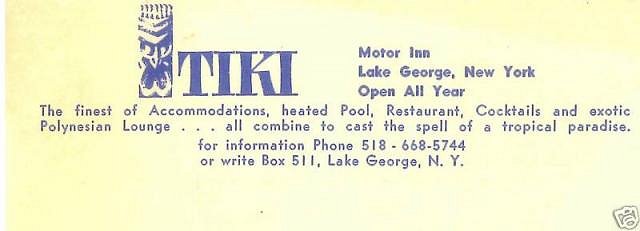 TIKI
Motor Inn
Lake George, New York
Open All Year
The finest of Accommodations, heated Pool, Restaurant, Cocktails and exotic
Polynesian Lounge . . . all combine to cast the spell of a tropical paradise.
for information Phone 518 - 668-5744
or write Box 511, Lake George, N. Y.